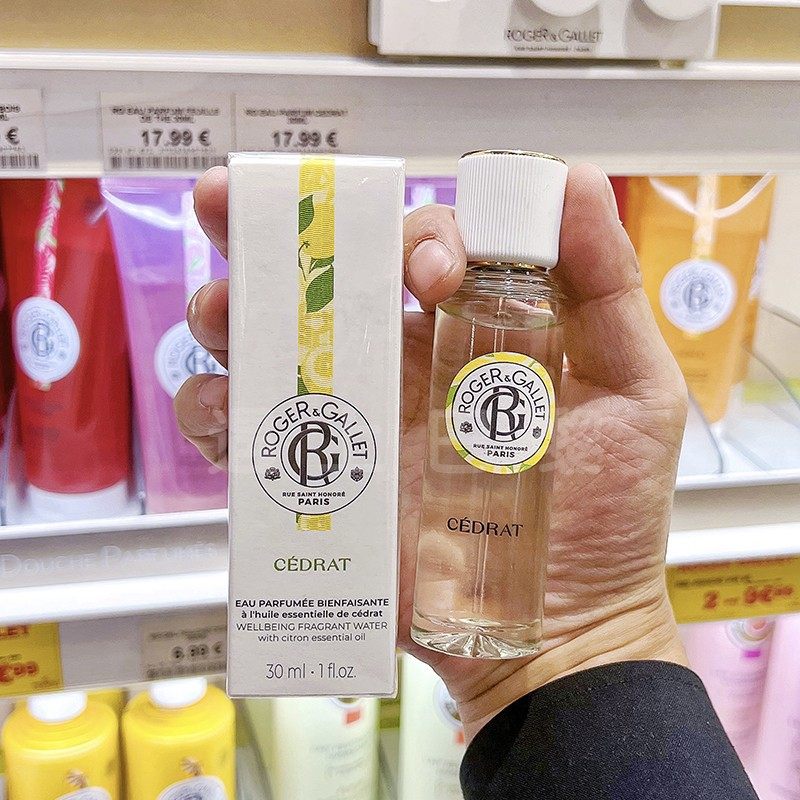 ROGER & GALLET
17.99 €
17.99 €
€
ROGER & GALLET
RUE SAINT HONORÉ
PARIS
CÉDRAT
EAU PARFUMÉE BIENFAISANTE
à l'huile essentielle de cédrat
WELLBEING FRAGRANT WATER
with citron essential oil
30 ml - 1 fl.oz.
ROGER & GALLET
RUE SAINT HONORÉ
PARIS
CÉDRAT
DOUCHE PARFUMÉE